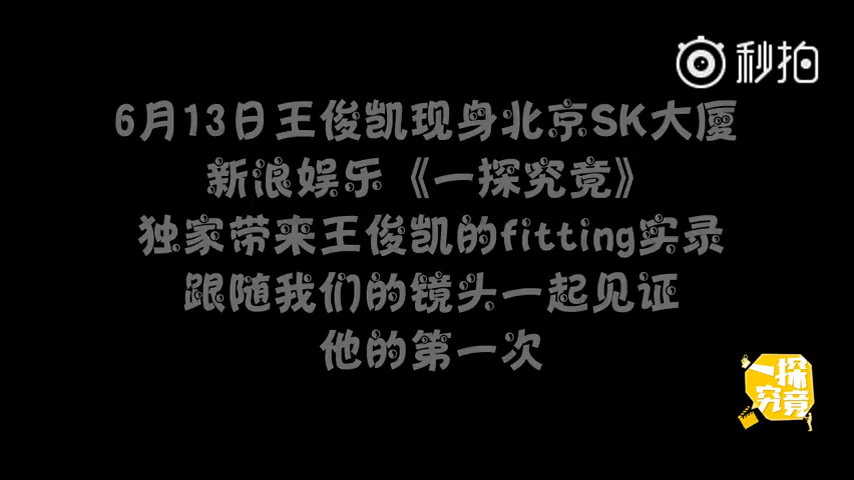 秒拍
6月13日王俊凯现身北京SK大厦
新浪娱乐《一探究竟》
独家带来王俊凯的fitting实录
跟随我们的镜头一起见证
他的第一次
一探
究竟